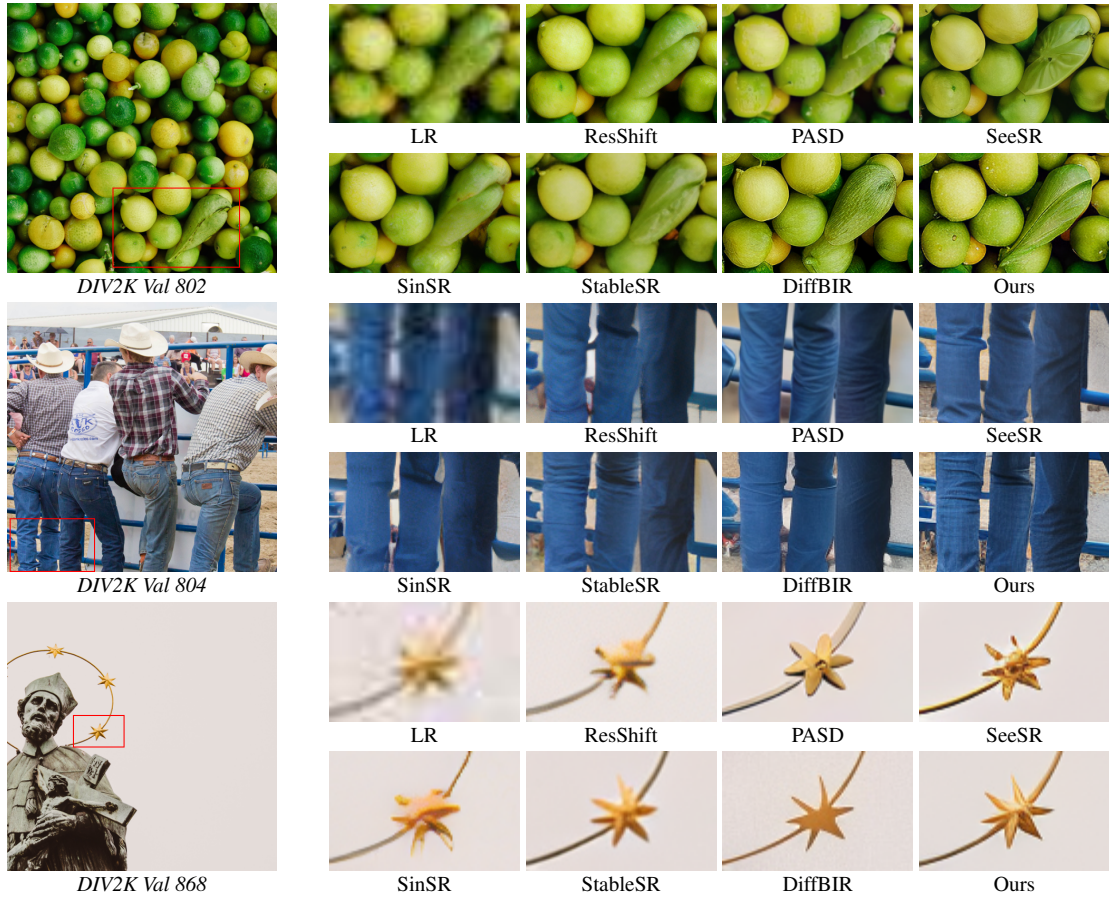 LR ResShift PASD SeeSR
SinSR StableSR DiffBIR Ours
DIV2K Val 802
LR ResShift PASD SeeSR
SinSR StableSR DiffBIR Ours
DIV2K Val 804
LR ResShift PASD SeeSR
SinSR StableSR DiffBIR Ours
DIV2K Val 868